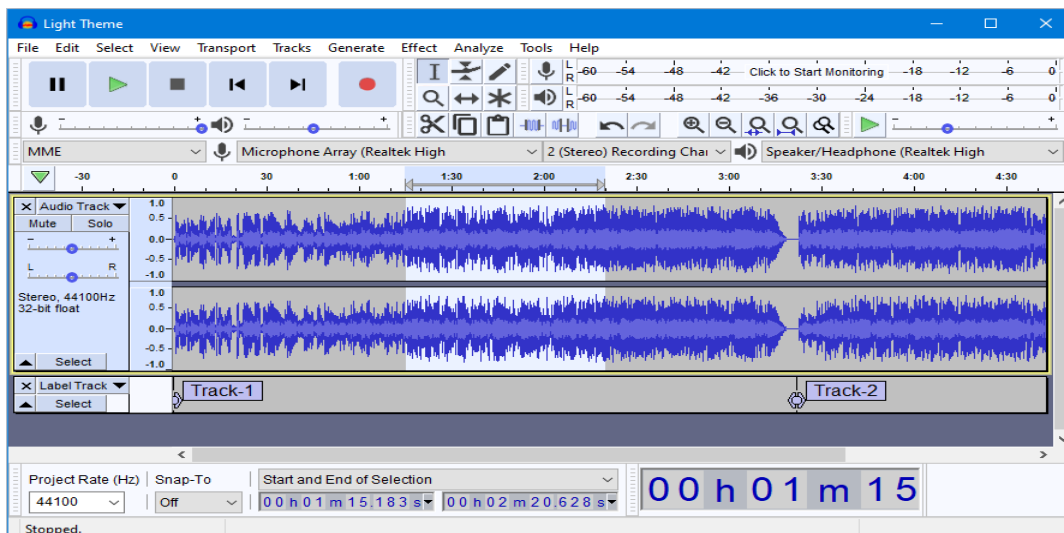 Light Theme
File Edit Select View Transport Tracks Generate Effect Analyze Tools Help
L R -60 -54 -48 -42 Click to Start Monitoring -18 -12 -6 0
L R -60 -54 -48 -42 -36 -30 -24 -18 -12 -6 0
- + - + - +
MME Microphone Array (Realtek High 2 (Stereo) Recording Chai Speaker/Headphone (Realtek High
-30 0 30 1:00 1:30 2:00 2:30 3:00 3:30 4:00 4:30
Audio Track 1.0
Mute Solo 0.5
- + 0.0
-0.5
L R -1.0
Stereo, 44100Hz 1.0
32-bit float 0.5
0.0
-0.5
Select -1.0
Label Track Track-1 Track-2
Select
Project Rate (Hz) Snap-To Start and End of Selection
44100 Off 00 h 01 m 15.183 s 00 h 02 m 20.628 s
00 h 01 m 15
Stopped.